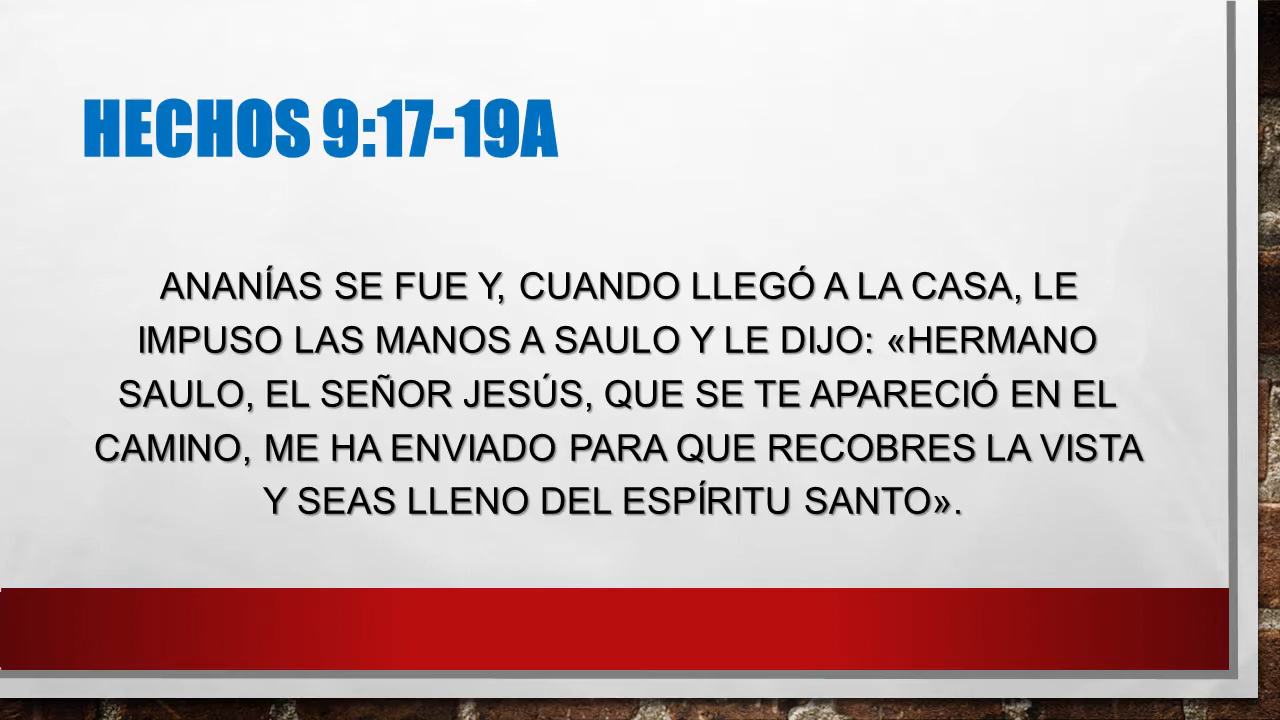 HECHOS 9:17-19A
ANANÍAS SE FUE Y, CUANDO LLEGÓ A LA CASA, LE
IMPUSO LAS MANOS A SAULO Y LE DIJO: «HERMANO
SAULO, EL SEÑOR JESÚS, QUE SE TE APARECIÓ EN EL
CAMINO, ME HA ENVIADO PARA QUE RECOBRES LA VISTA
Y SEAS LLENO DEL ESPÍRITU SANTO».